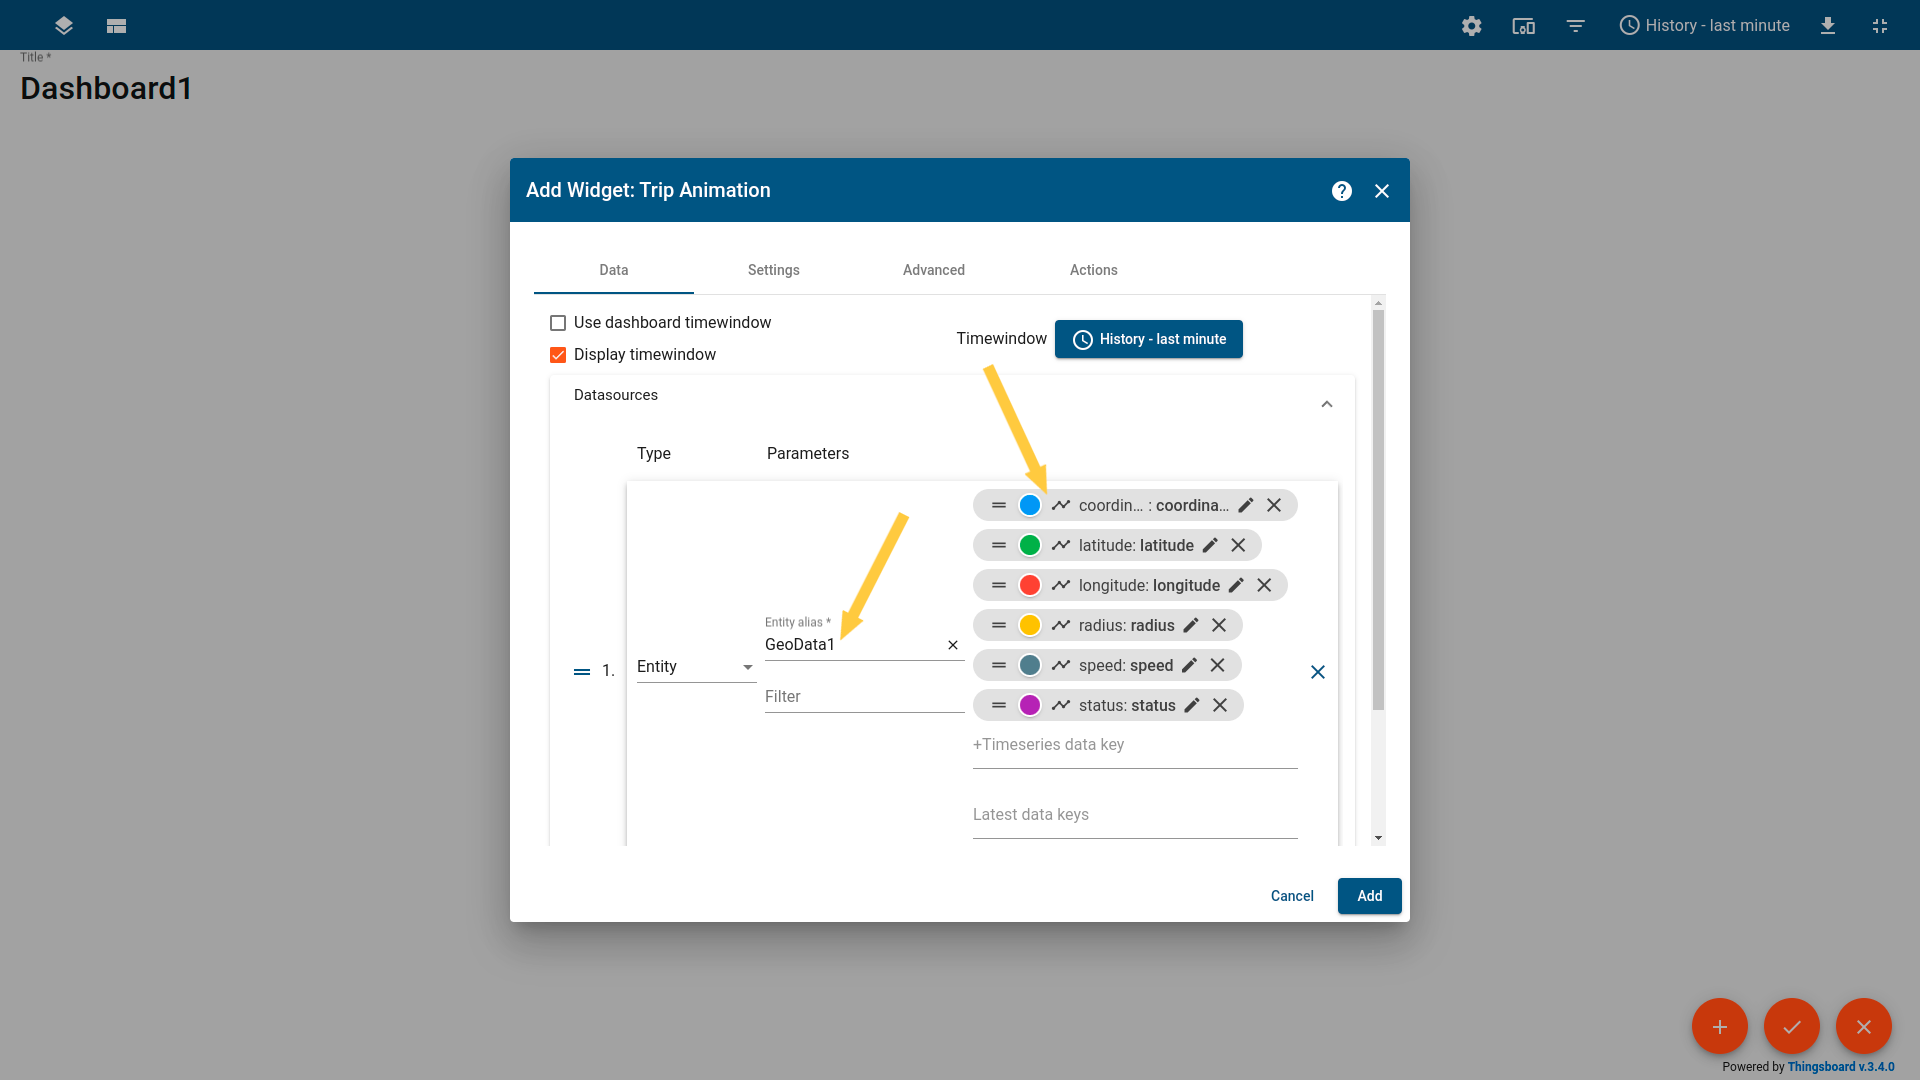 History - last minute
Title *
Dashboard1
Add Widget: Trip Animation
?
Data Settings Advanced Actions
Use dashboard timewindow
Display timewindow
Timewindow History - last minute
Datasources
Type Parameters
coordin... : coordina...
latitude: latitude
longitude: longitude
radius: radius
speed: speed
status: status
Entity alias *
GeoData1
1. Entity
Filter
+Timeseries data key
Latest data keys
Cancel Add
Powered by Thingsboard v.3.4.0